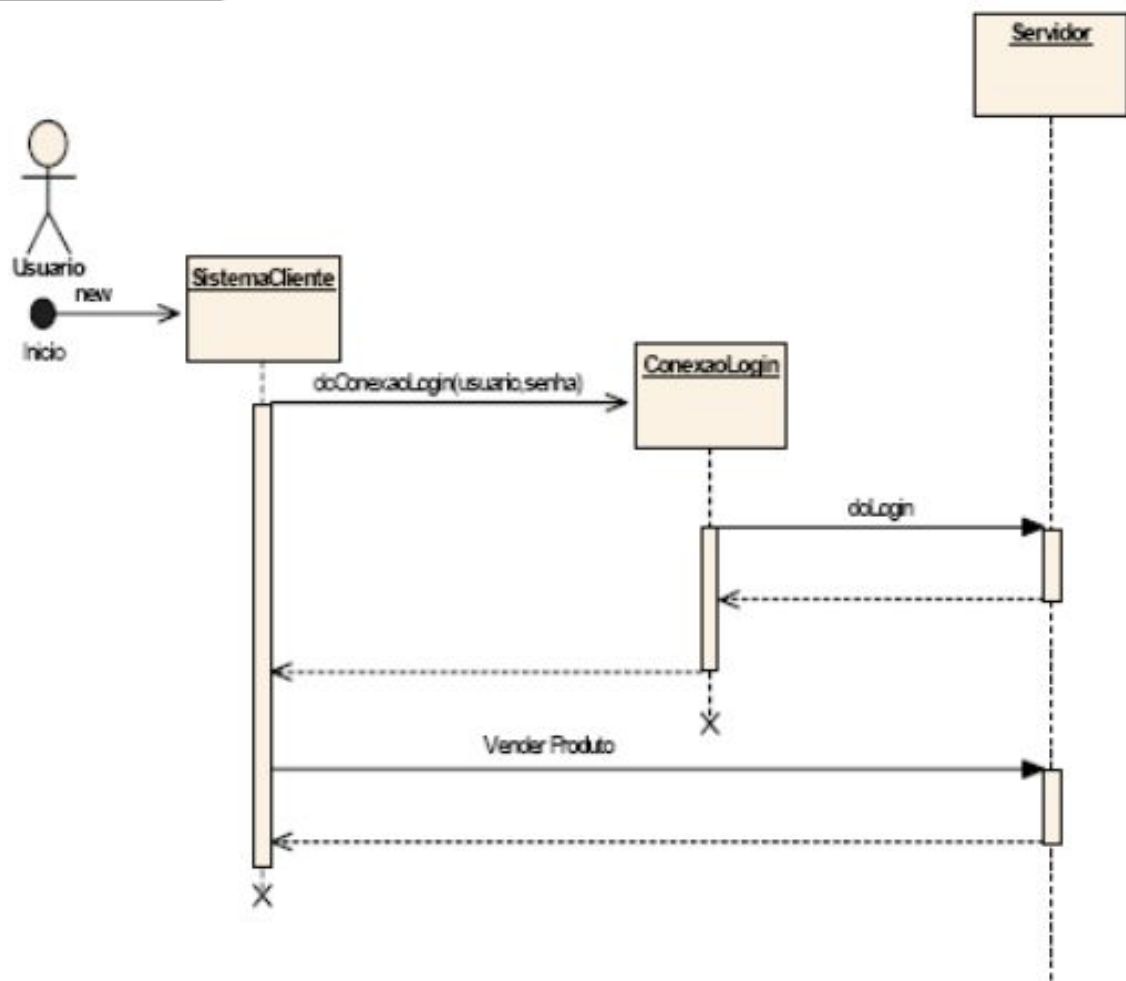 Servidor
Usuario
new
Inicio
SistemaCliente
doConexaoLogin(usuario,senha)
ConexaoLogin
doLogin
Vender Produto